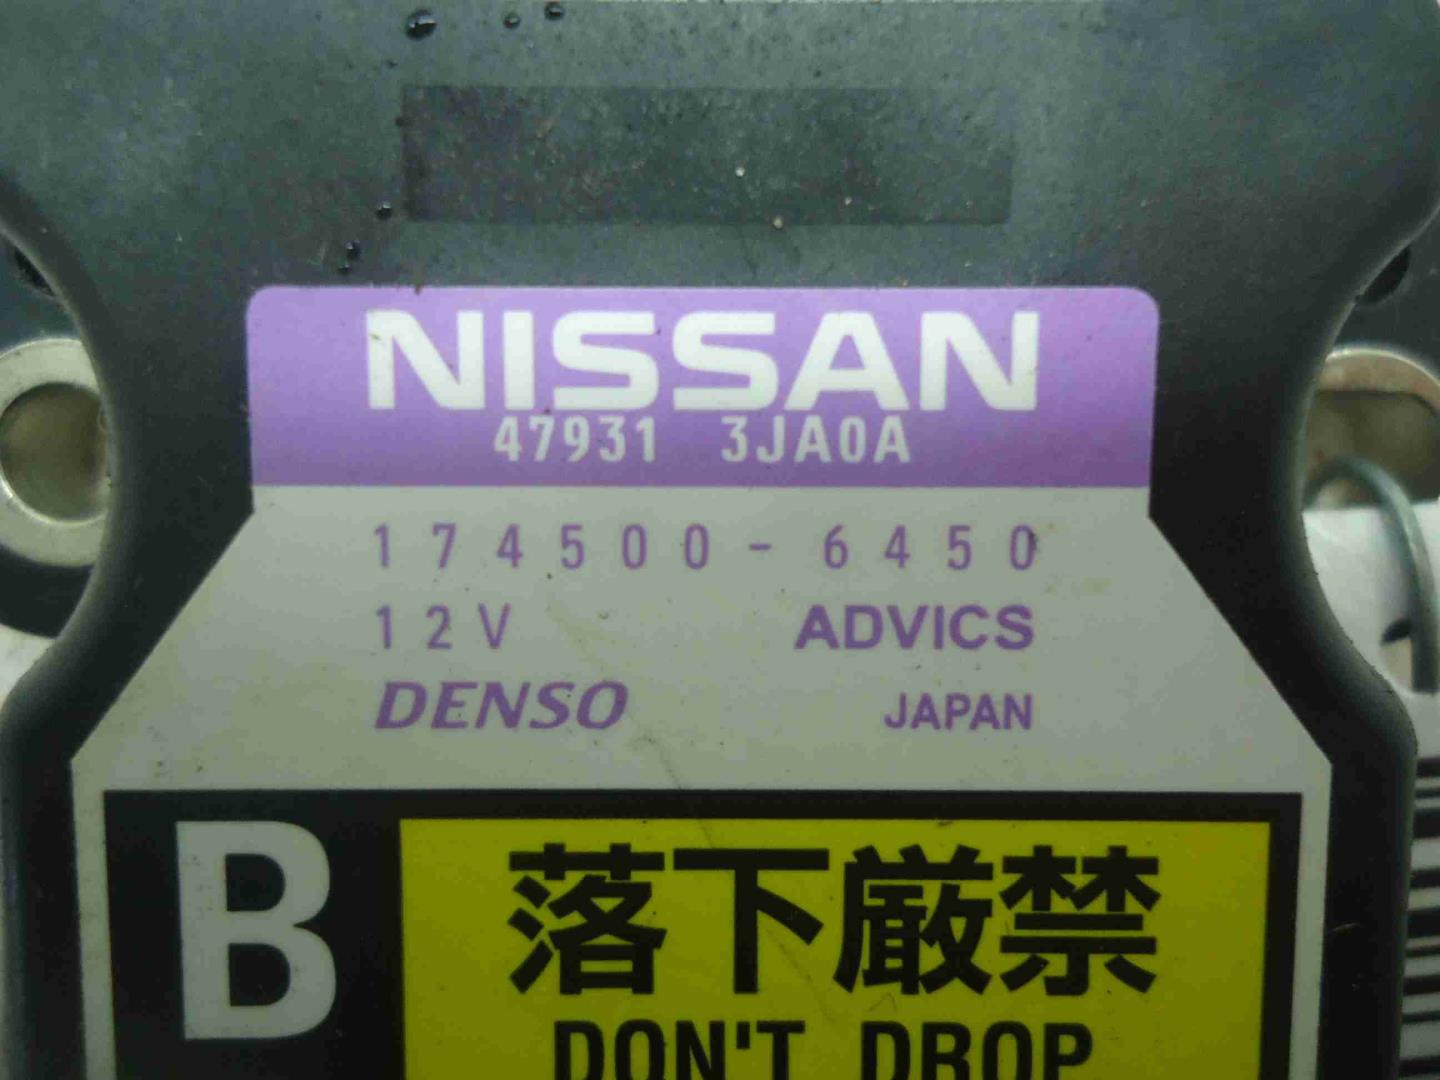 NISSAN
47931 3JA0A
174500-6450
12V ADVICS
DENSO JAPAN
B 落下厳禁
DON'T DROP